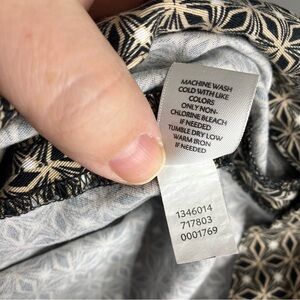 MACHINE WASH
COLD WITH LIKE
COLORS
ONLY NON-
CHLORINE BLEACH
IF NEEDED
TUMBLE DRY LOW
WARM IRON
IF NEEDED
1346014
717803
0001769